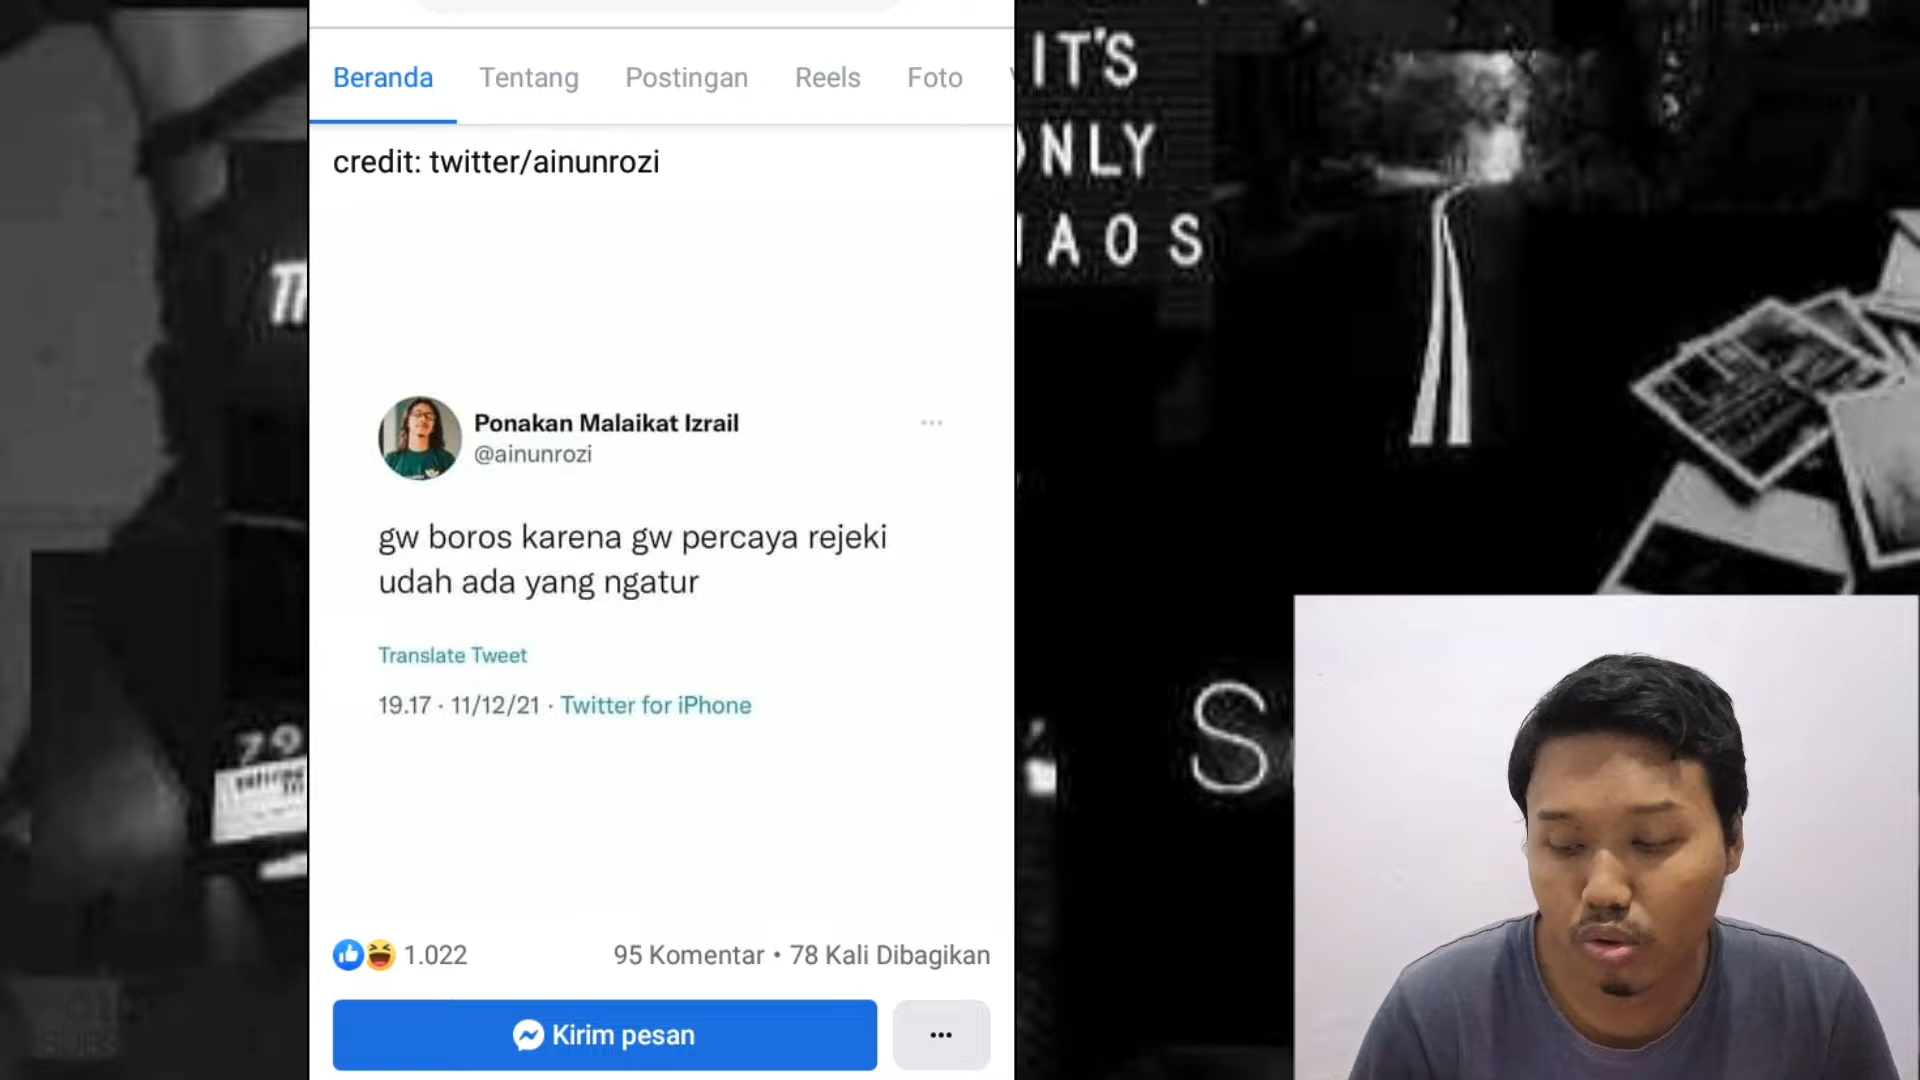 Beranda Tentang Postingan Reels Foto
credit: twitter/ainunrozi
Ponakan Malaikat Izrail
@ainunrozi
gw boros karena gw percaya rejeki
udah ada yang ngatur
Translate Tweet
19.17 · 11/12/21 · Twitter for iPhone
1.022
95 Komentar • 78 Kali Dibagikan
Kirim pesan
IT'S
ONLY
79